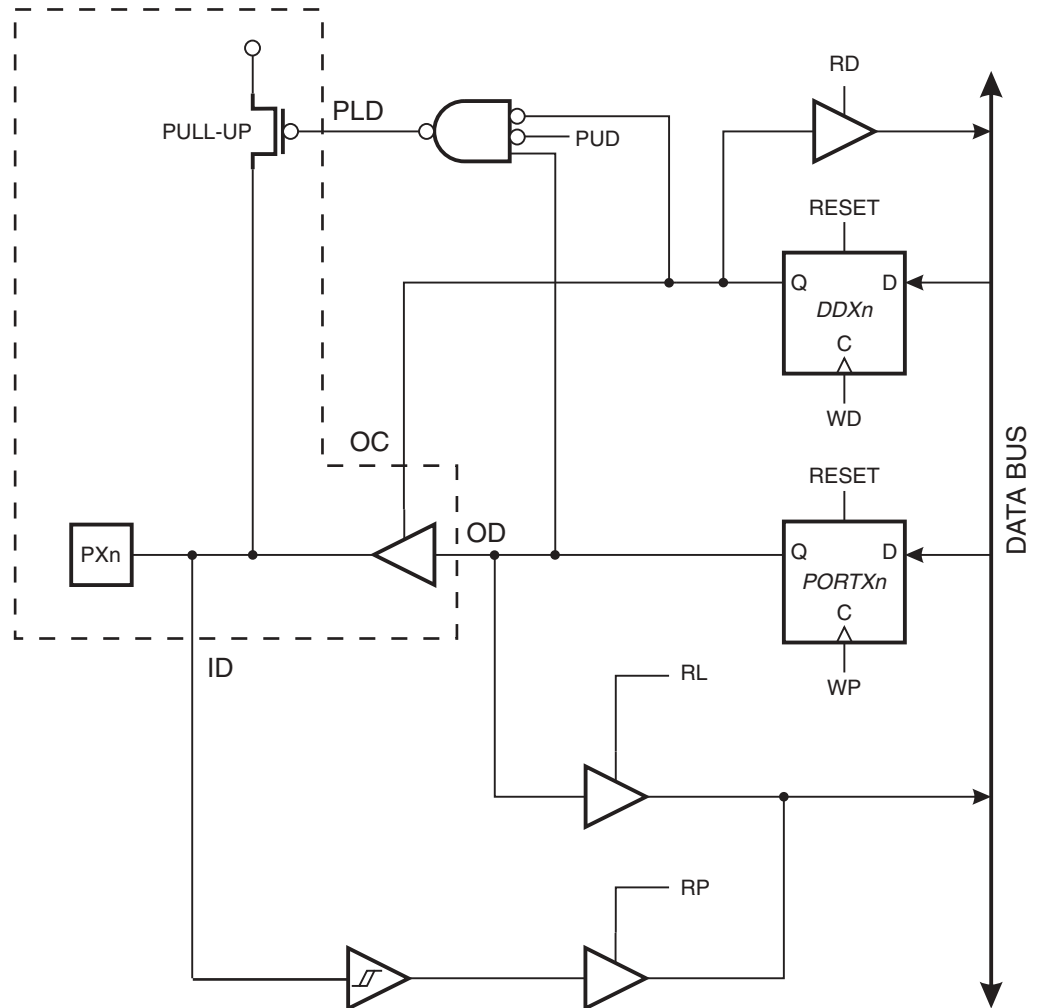 RD
PLD
PULL-UP
PUD
RESET
Q
D
DDXn
C
WD
OC
DATA BUS
RESET
OD
PXn
Q
D
PORTXn
C
ID
RL
WP
RP